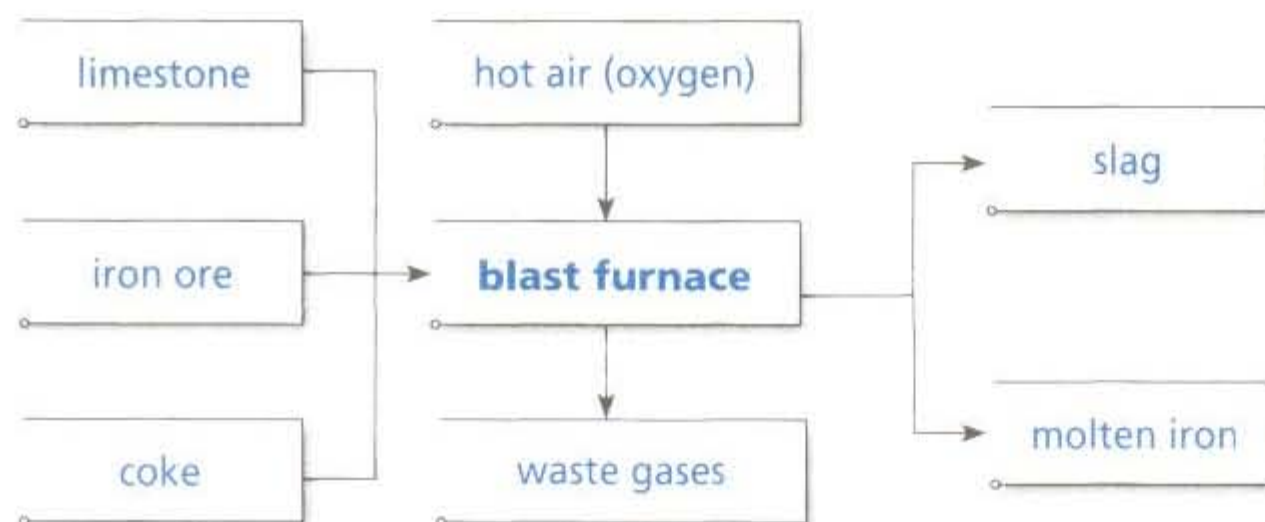 limestone
hot air (oxygen)
slag
iron ore
blast furnace
molten iron
coke
waste gases